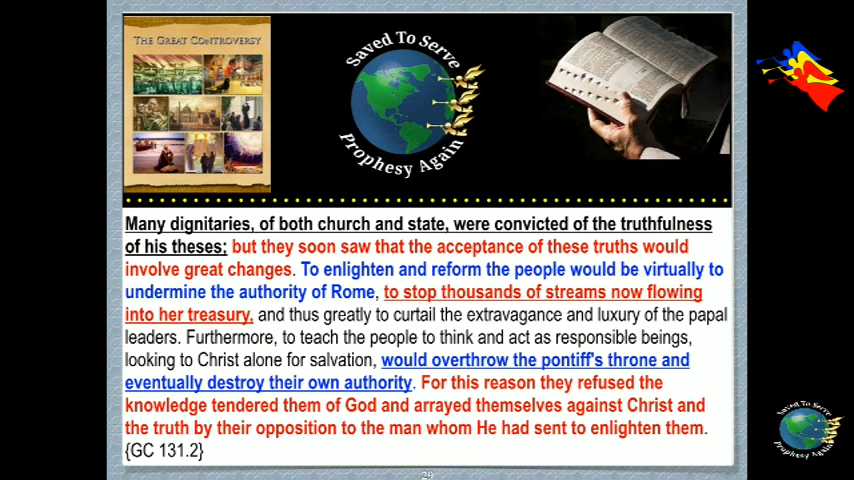 THE GREAT CONTROVERSY
Saved To Serve
Prophesy Again
Many dignitaries, of both church and state, were convicted of the truthfulness
of his theses; but they soon saw that the acceptance of these truths would
involve great changes. To enlighten and reform the people would be virtually to
undermine the authority of Rome, to stop thousands of streams now flowing
into her treasury, and thus greatly to curtail the extravagance and luxury of the papal
leaders. Furthermore, to teach the people to think and act as responsible beings,
looking to Christ alone for salvation, would overthrow the pontiff's throne and
eventually destroy their own authority. For this reason they refused the
knowledge tendered them of God and arrayed themselves against Christ and
the truth by their opposition to the man whom He had sent to enlighten them.
{GC 131.2}
29
Saved To Serve
Prophesy Again